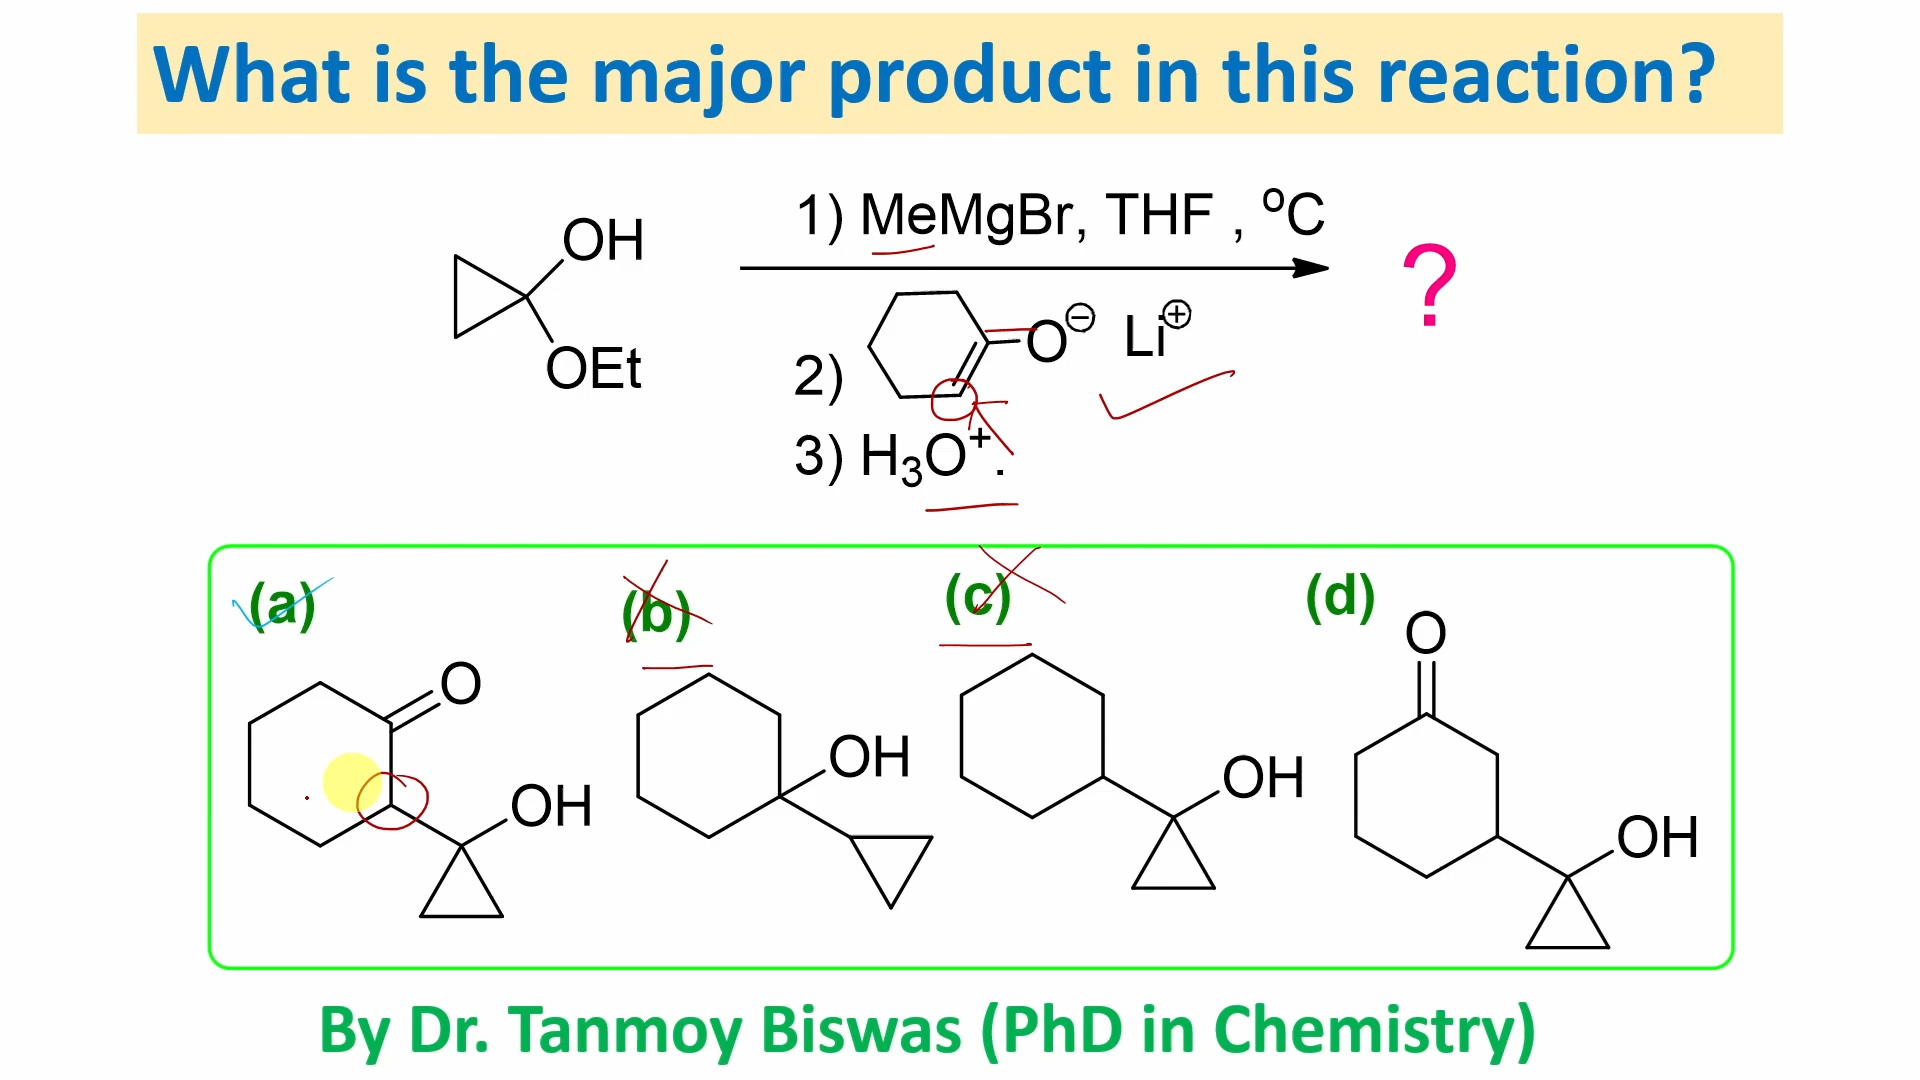 What is the major product in this reaction?
1) MeMgBr, THF , ºC
OH
OEt
?
2)
O⊖ Li⊕
3) H₃O⁺.
(a) (b) (c) (d)
O
O
OH
OH
OH
OH
By Dr. Tanmoy Biswas (PhD in Chemistry)